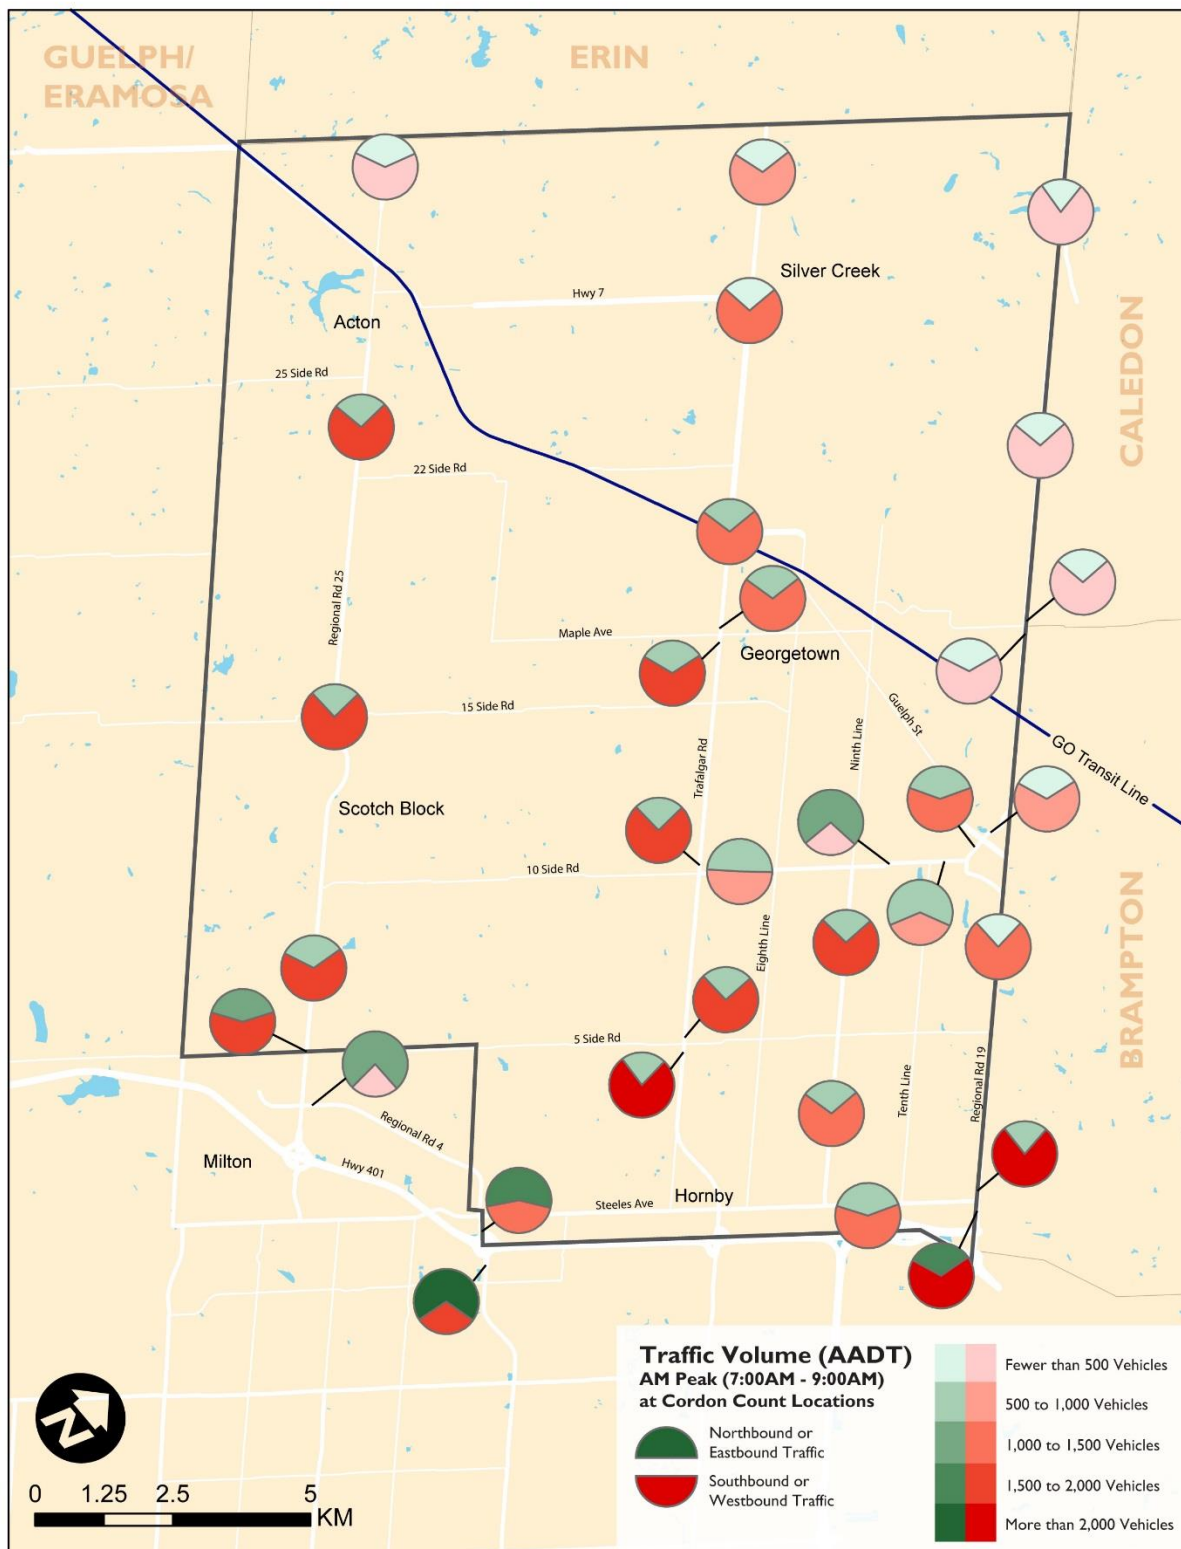 GUELPH/
ERAMOSA
ERIN
Silver Creek
Hwy 7
Acton
CALEDON
25 Side Rd
22 Side Rd
Regional Rd 25
Maple Ave
Georgetown
15 Side Rd
Guelph St
Ninth Line
Trafalgar Rd
GO Transit Line
Scotch Block
10 Side Rd
Eighth Line
BRAMPTON
5 Side Rd
Tenth Line
Regional Rd 19
Regional Rd 4
Milton
Hwy 401
Hornby
Steeles Ave
Traffic Volume (AADT)
AM Peak (7:00AM - 9:00AM)
at Cordon Count Locations
Northbound or
Eastbound Traffic
Southbound or
Westbound Traffic
Fewer than 500 Vehicles
500 to 1,000 Vehicles
1,000 to 1,500 Vehicles
1,500 to 2,000 Vehicles
More than 2,000 Vehicles
N
0 1.25 2.5 5
KM